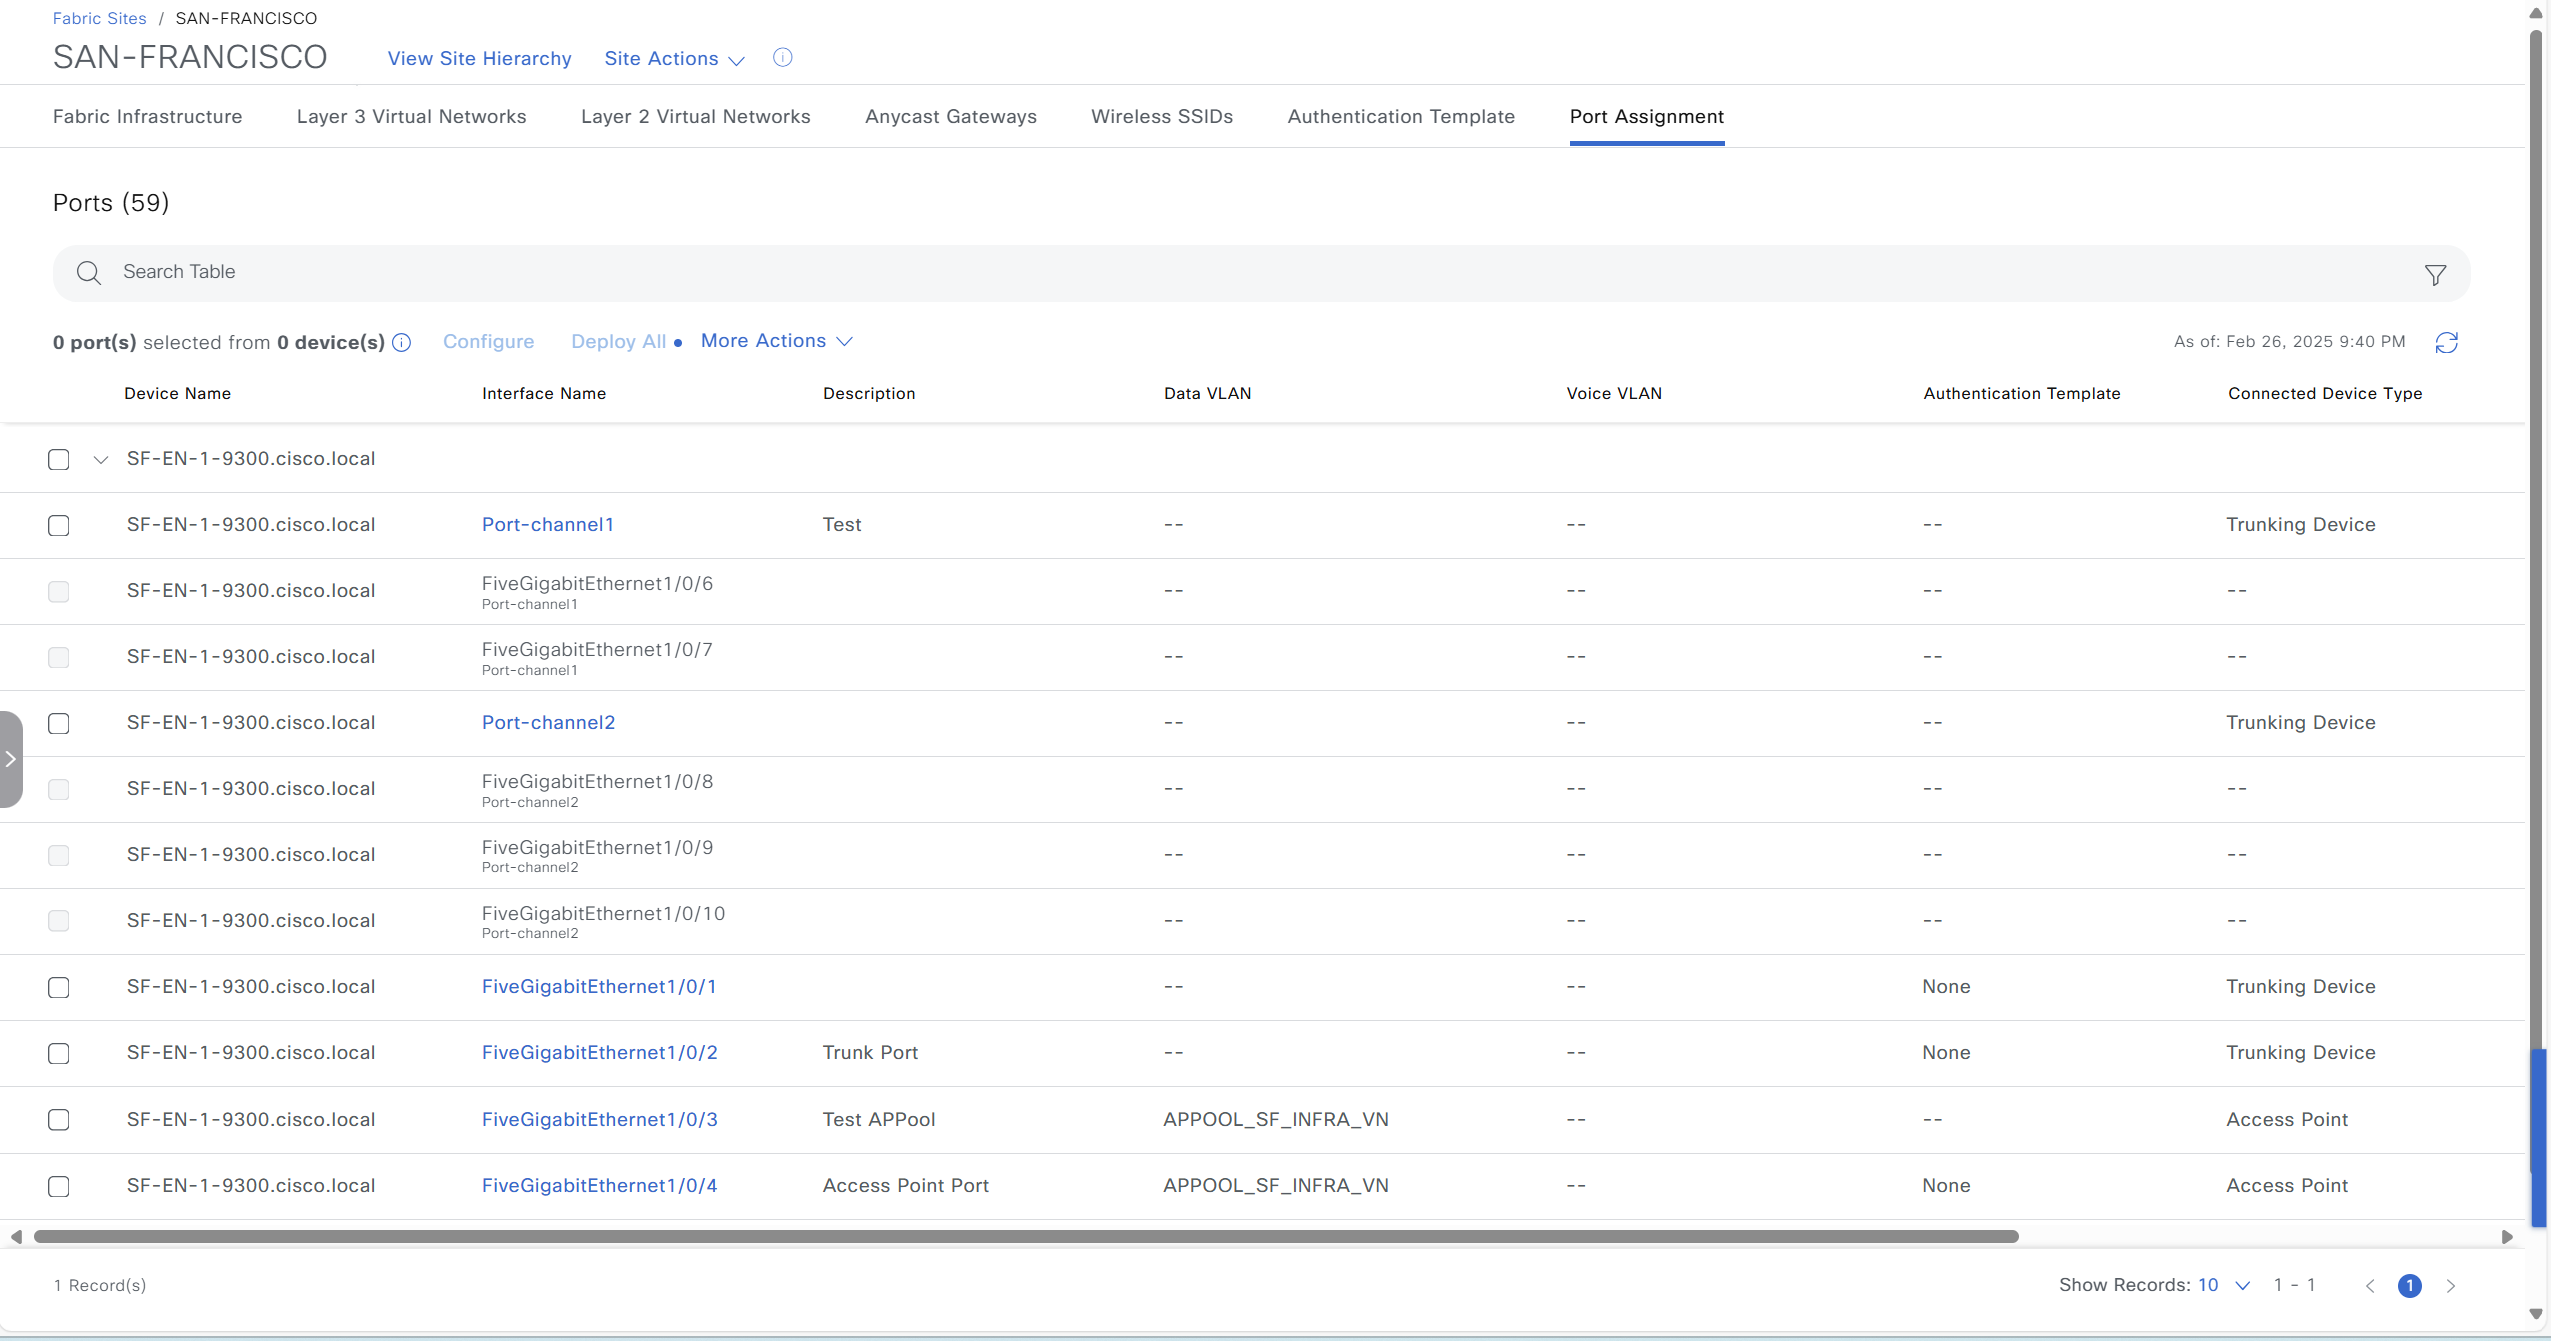 Fabric Sites / SAN-FRANCISCO
SAN-FRANCISCO View Site Hierarchy Site Actions
Fabric Infrastructure Layer 3 Virtual Networks Layer 2 Virtual Networks Anycast Gateways Wireless SSIDs Authentication Template Port Assignment
Ports (59)
Search Table
0 port(s) selected from 0 device(s) Configure Deploy All More Actions As of: Feb 26, 2025 9:40 PM
Device Name Interface Name Description Data VLAN Voice VLAN Authentication Template Connected Device Type
SF-EN-1-9300.cisco.local
SF-EN-1-9300.cisco.local Port-channel1 Test -- -- -- Trunking Device
SF-EN-1-9300.cisco.local FiveGigabitEthernet1/0/6 -- -- -- --
Port-channel1
SF-EN-1-9300.cisco.local FiveGigabitEthernet1/0/7 -- -- -- --
Port-channel1
SF-EN-1-9300.cisco.local Port-channel2 -- -- -- Trunking Device
SF-EN-1-9300.cisco.local FiveGigabitEthernet1/0/8 -- -- -- --
Port-channel2
SF-EN-1-9300.cisco.local FiveGigabitEthernet1/0/9 -- -- -- --
Port-channel2
SF-EN-1-9300.cisco.local FiveGigabitEthernet1/0/10 -- -- -- --
Port-channel2
SF-EN-1-9300.cisco.local FiveGigabitEthernet1/0/1 -- -- None Trunking Device
SF-EN-1-9300.cisco.local FiveGigabitEthernet1/0/2 Trunk Port -- -- None Trunking Device
SF-EN-1-9300.cisco.local FiveGigabitEthernet1/0/3 Test APPool APPOOL_SF_INFRA_VN -- -- Access Point
SF-EN-1-9300.cisco.local FiveGigabitEthernet1/0/4 Access Point Port APPOOL_SF_INFRA_VN -- None Access Point
1 Record(s) Show Records: 10 1 - 1 1